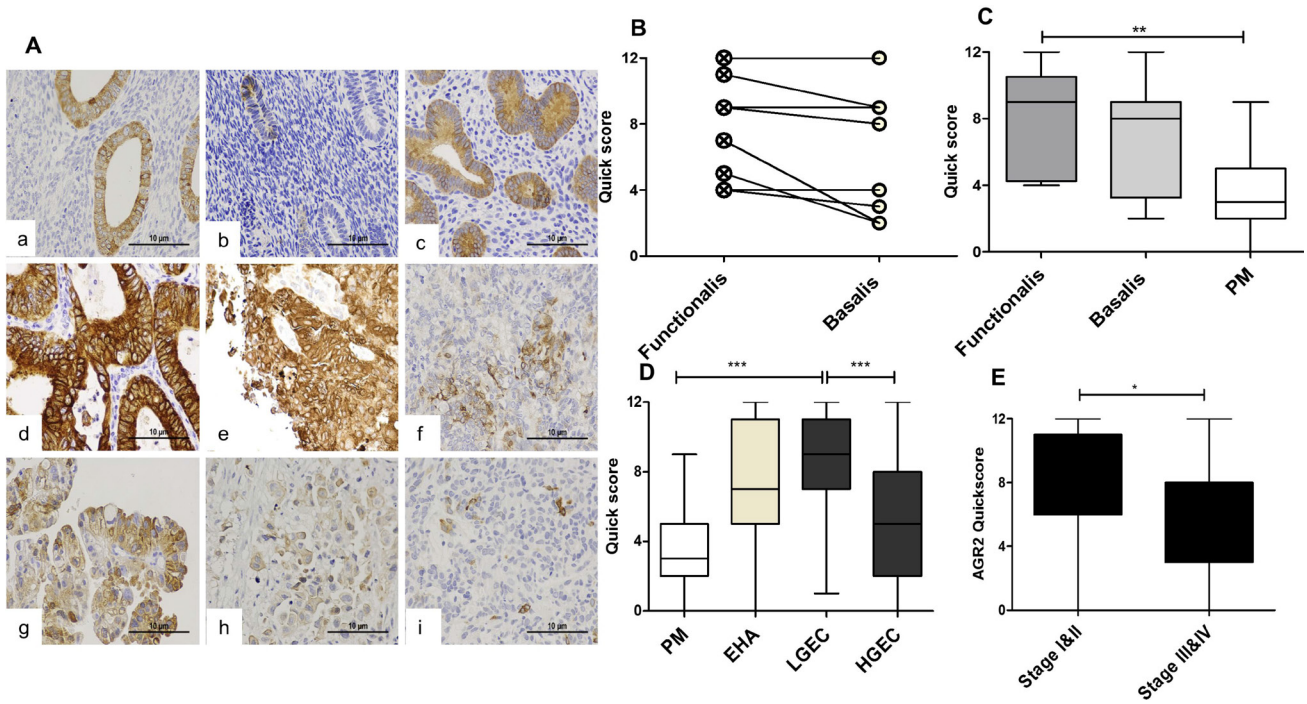 A
a
10 µm
b
10 µm
c
10 µm
d
10 µm
e
10 µm
f
10 µm
g
10 µm
h
10 µm
i
10 µm
B
Quick score
12
8
4
0
Functionalis
Basalis
C
**
Quick score
12
8
4
0
Functionalis
Basalis
PM
D
***
***
Quick score
12
8
4
0
PM
EHA
LGEC
HGEC
E
*
AGR2 Quickscore
12
8
4
0
Stage I&II
Stage III&IV